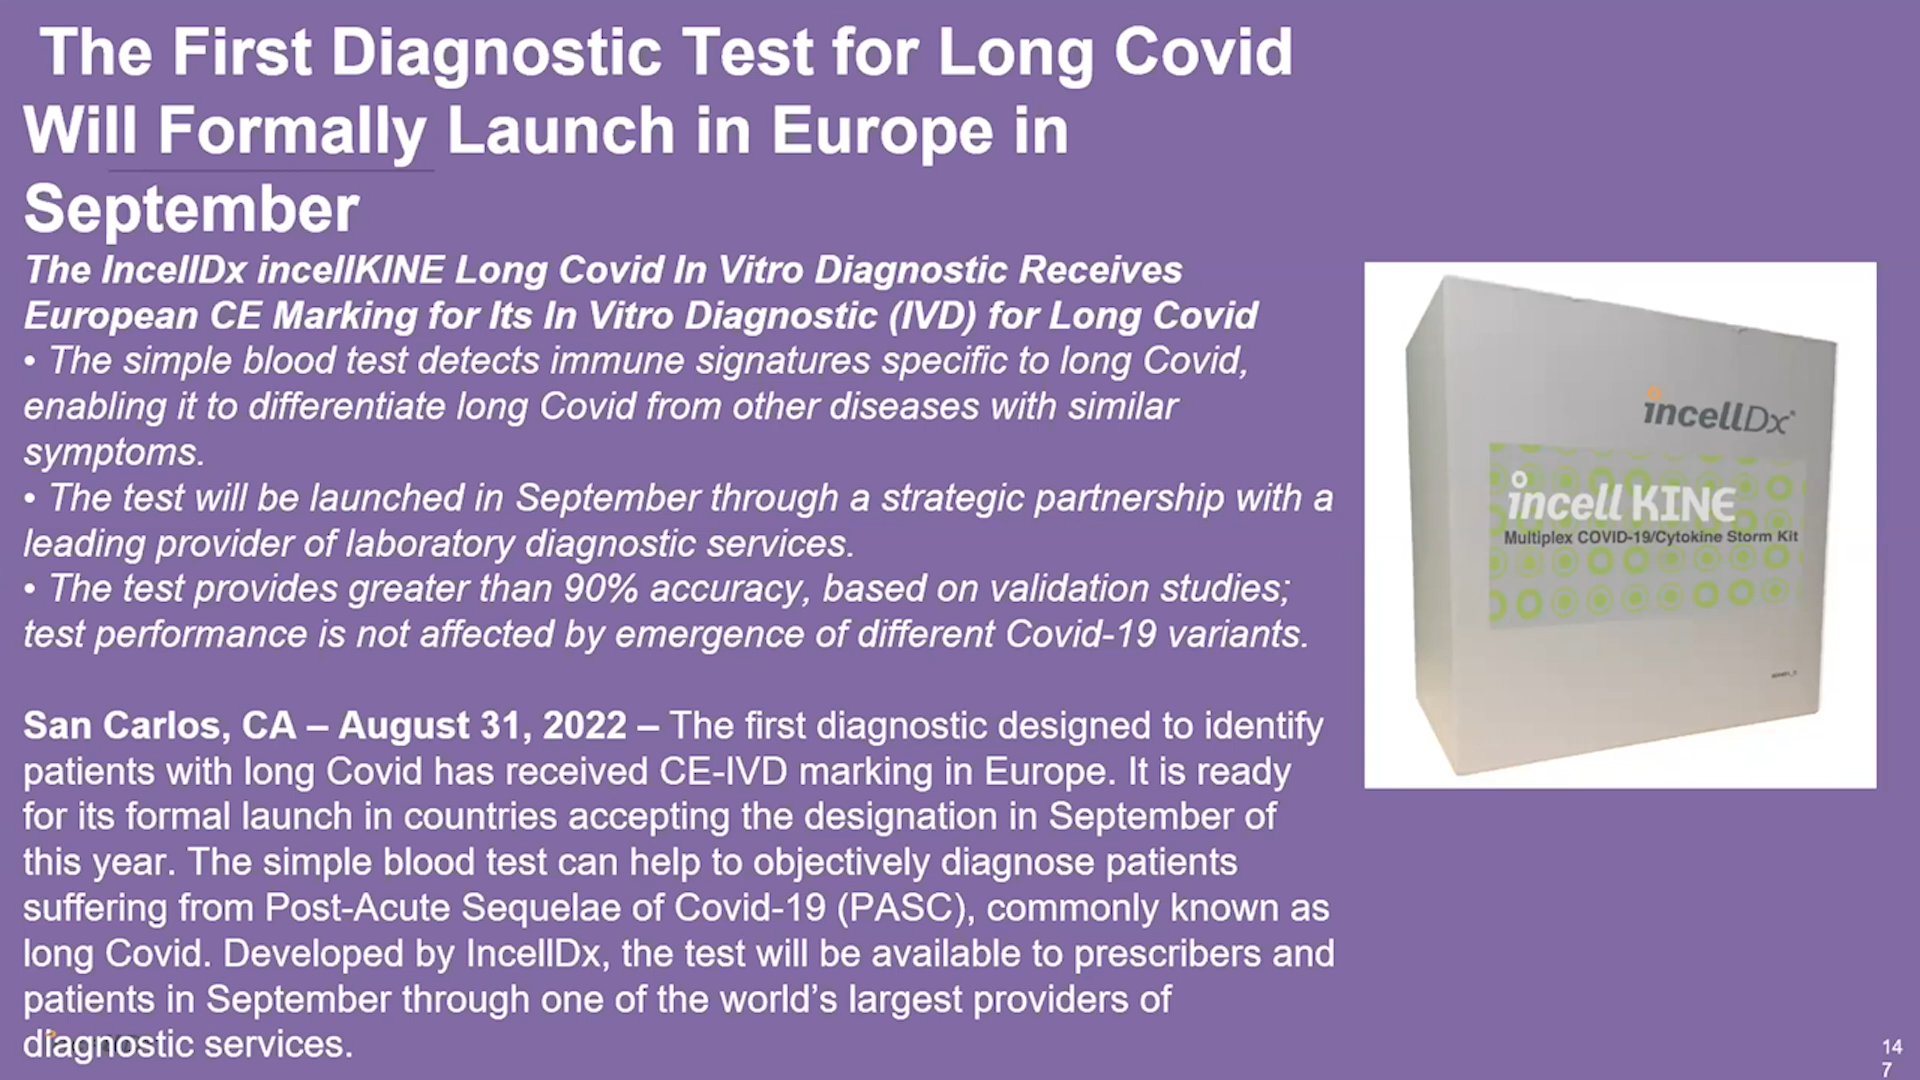 The First Diagnostic Test for Long Covid
Will Formally Launch in Europe in
September
The IncellDx incellKINE Long Covid In Vitro Diagnostic Receives
European CE Marking for Its In Vitro Diagnostic (IVD) for Long Covid
• The simple blood test detects immune signatures specific to long Covid,
enabling it to differentiate long Covid from other diseases with similar
symptoms.
• The test will be launched in September through a strategic partnership with a
leading provider of laboratory diagnostic services.
• The test provides greater than 90% accuracy, based on validation studies;
test performance is not affected by emergence of different Covid-19 variants.
San Carlos, CA – August 31, 2022 – The first diagnostic designed to identify
patients with long Covid has received CE-IVD marking in Europe. It is ready
for its formal launch in countries accepting the designation in September of
this year. The simple blood test can help to objectively diagnose patients
suffering from Post-Acute Sequelae of Covid-19 (PASC), commonly known as
long Covid. Developed by IncellDx, the test will be available to prescribers and
patients in September through one of the world’s largest providers of
diagnostic services.
incellDx
incell KINE
Multiplex COVID-19/Cytokine Storm Kit
14
7